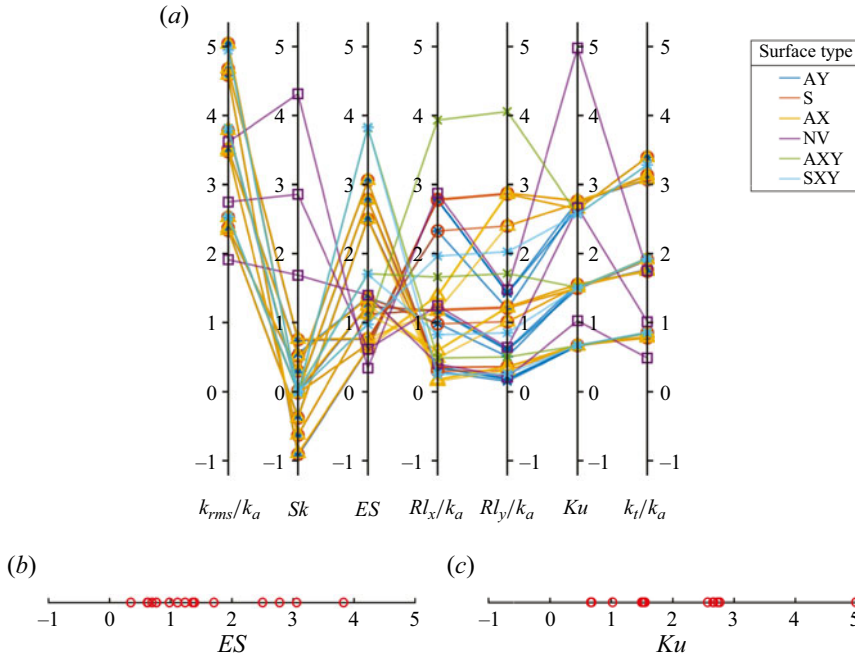 (a)
5 5 5 5 5 5 5
4 4 4 4 4 4 4
3 3 3 3 3 3 3
2 2 2 2 2 2 2
1 1 1 1 1 1 1
0 0 0 0 0 0 0
–1 –1 –1 –1 –1 –1 –1
k_rms/k_a Sk ES Rl_x/k_a Rl_y/k_a Ku k_t/k_a
Surface type
AY
S
AX
NV
AXY
SXY
(b)
–1 0 1 2 3 4 5
ES
(c)
–1 0 1 2 3 4 5
Ku